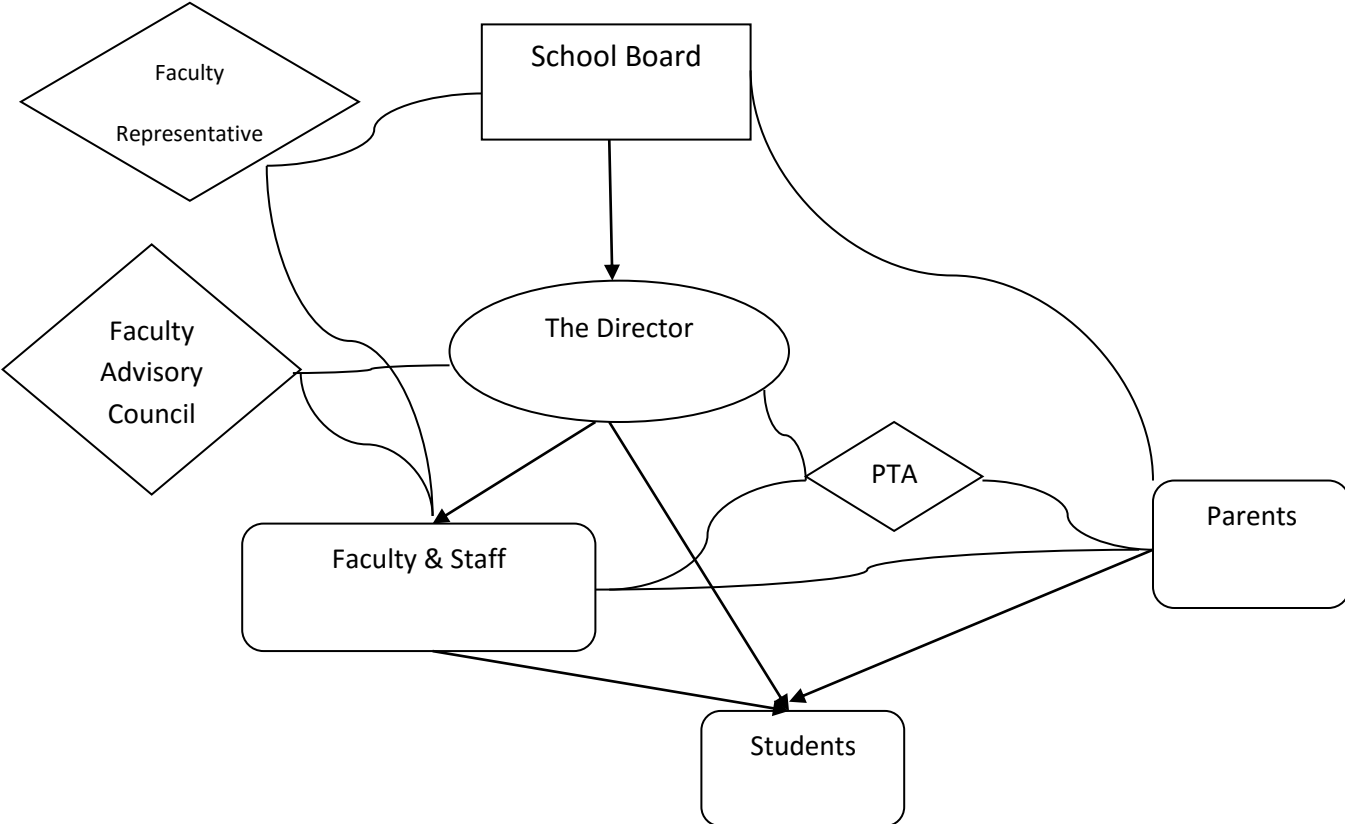 Faculty
Representative
School Board
Faculty
Advisory
Council
The Director
PTA
Parents
Faculty & Staff
Students